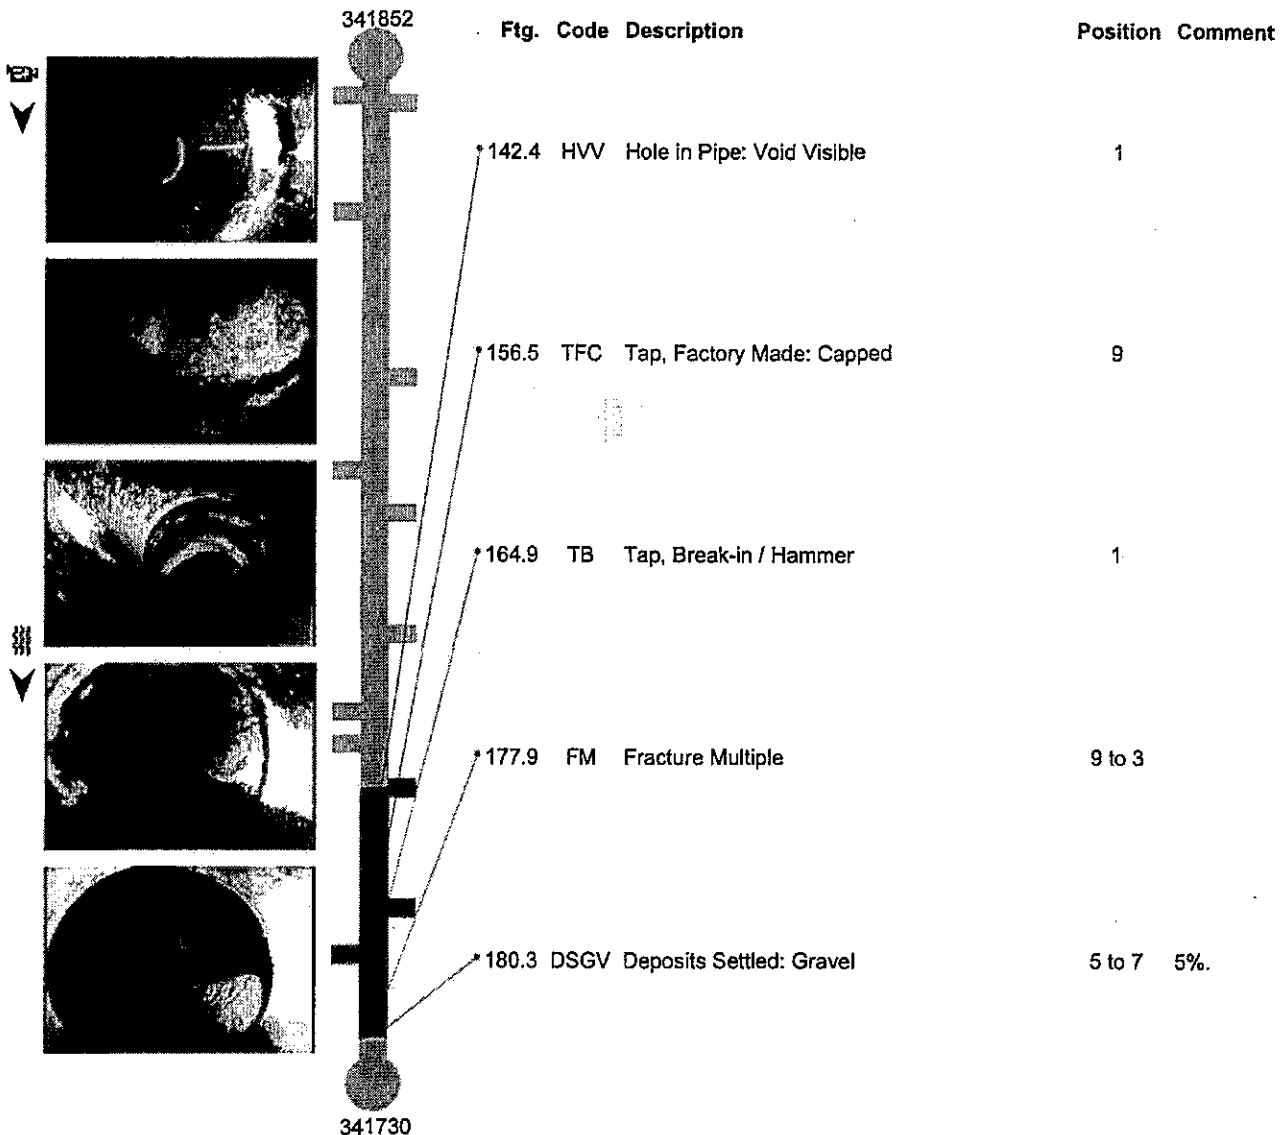 341852
Ftg. Code Description Position Comment
142.4 HVV Hole in Pipe: Void Visible 1
156.5 TFC Tap, Factory Made: Capped 9
164.9 TB Tap, Break-in / Hammer 1
177.9 FM Fracture Multiple 9 to 3
180.3 DSGV Deposits Settled: Gravel 5 to 7 5%.
341730